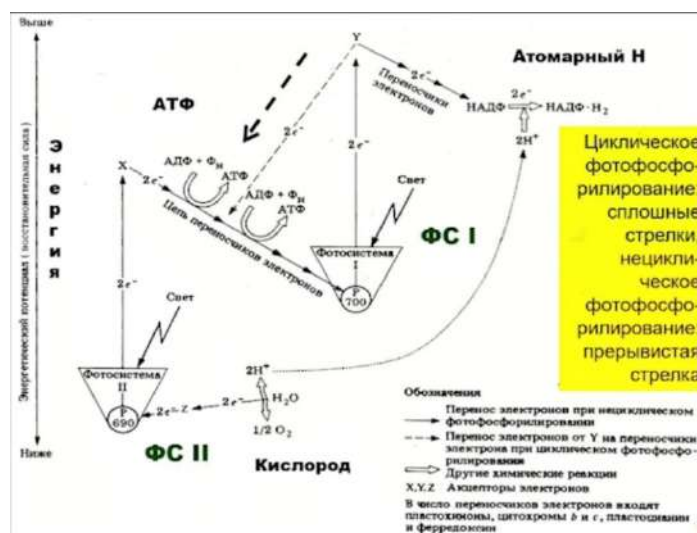 Выше
Энергетический потенциал (восстановительная сила)
Энергия
Ниже
АТФ
Y
2e⁻
Переносчики
электронов
Атомарный Н
2e⁻
НАДФ
НАДФ·H₂
2H⁺
X
2e⁻
АДФ + Фн
АТФ
АДФ + Фн
АТФ
Цепь переносчиков электронов
2e⁻
2e⁻
Свет
ФС I
Фотосистема
I
P
700
2e⁻
Свет
Фотосистема
II
P
690
2e⁻
Z
2e⁻
2H⁺
H₂O
1/2 O₂
ФС II
Кислород
Циклическое
фотофосфо-
рилирование
сплошные
стрелки,
нецикли-
ческое
фотофосфо-
рилирование
прерывистая
стрелка
Обозначения
Перенос электронов при нециклическом
фотофосфорилировании
Перенос электронов от Y на переносчики
электрона при циклическом фотофосфо-
рилировании
Другие химические реакции
X,Y,Z Акцепторы электронов
В число переносчиков электронов входят
пластохиноны, цитохромы b и c, пластоцианин
и ферредоксин